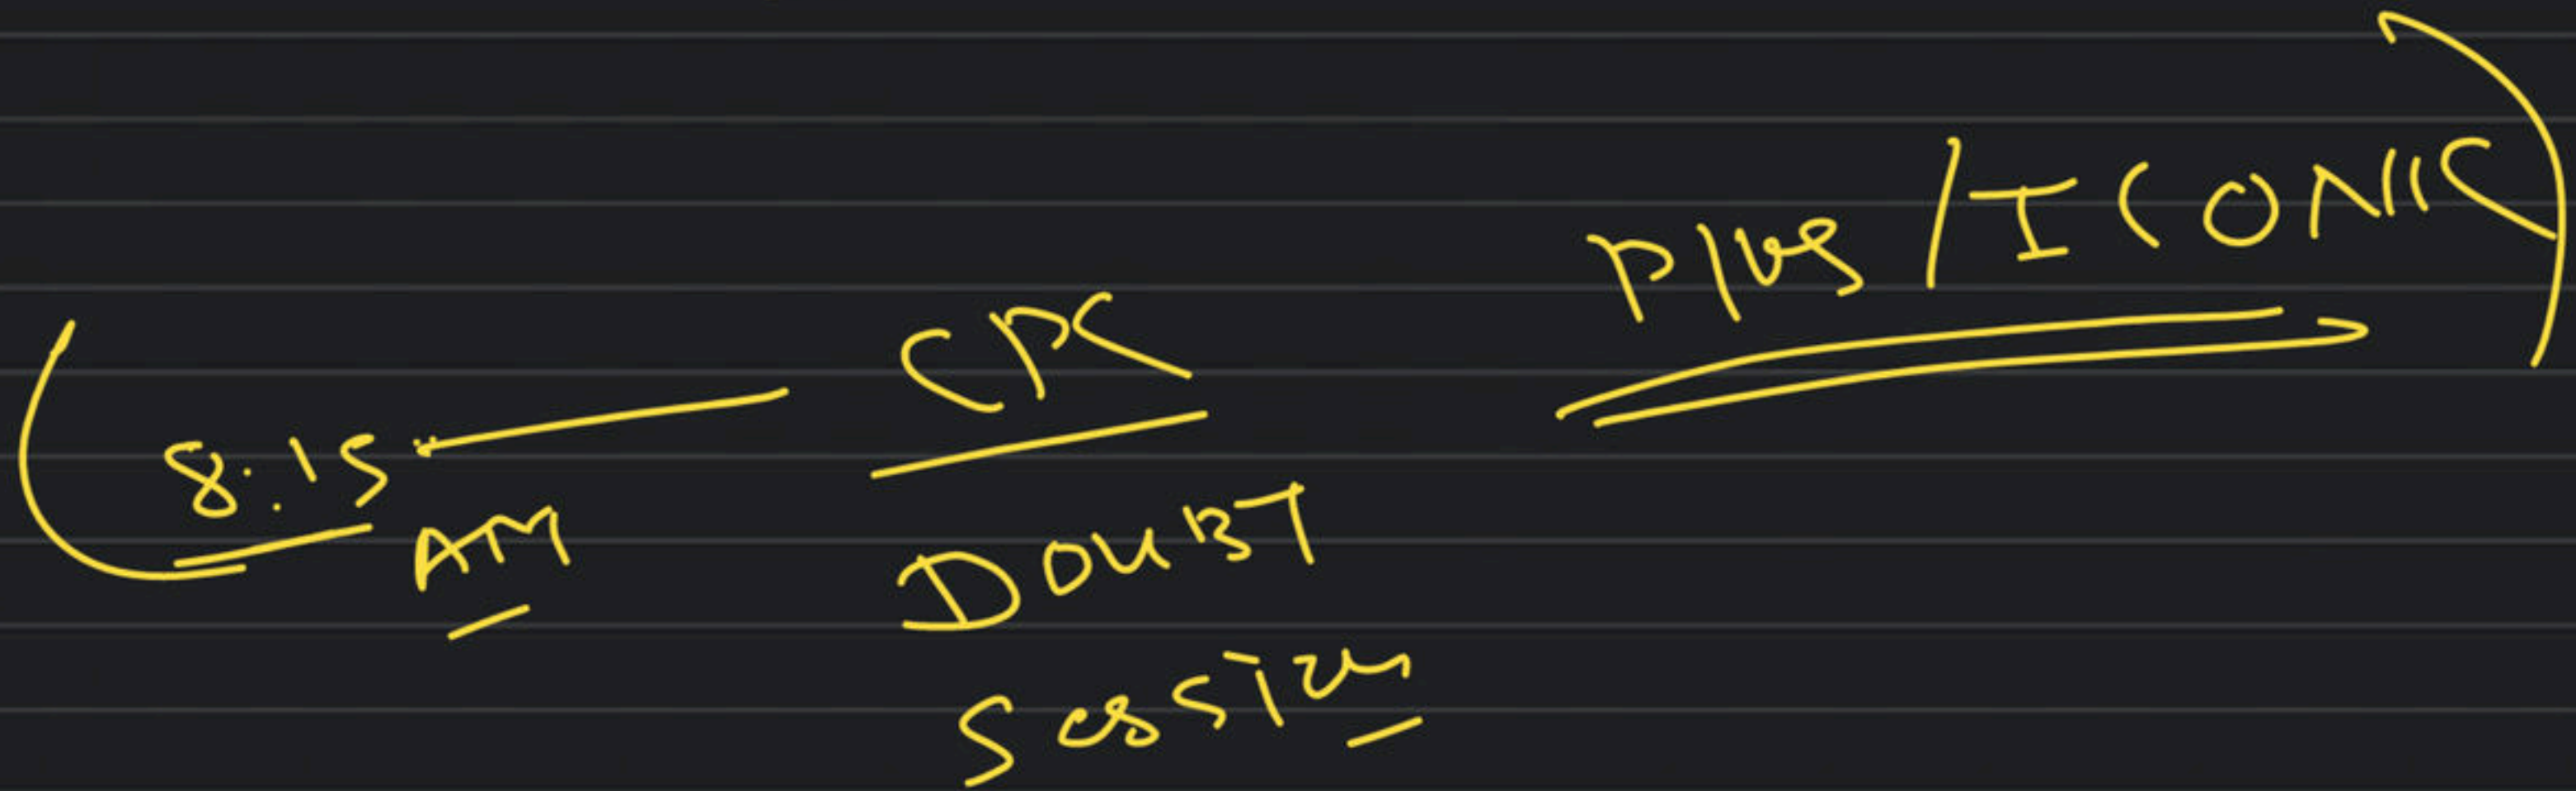 8:15 AM
CPC
DOUBT
Session
Plus / ICONIC